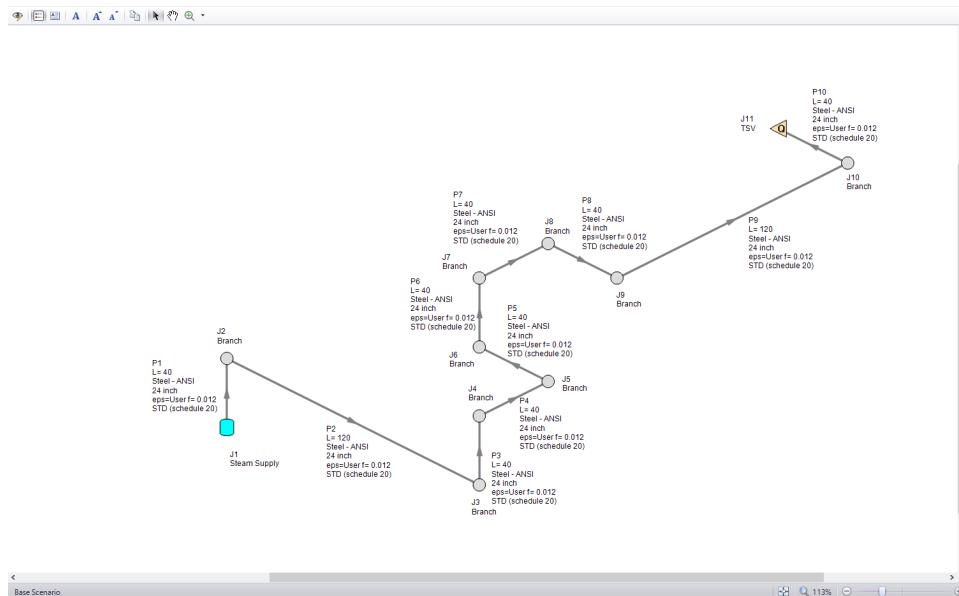 A A A
P10
L= 40
Steel - ANSI
24 inch
eps=User f= 0.012
STD (schedule 20)
J11
TSV
Q
J10
Branch
P7
L= 40
Steel - ANSI
24 inch
eps=User f= 0.012
STD (schedule 20)
P8
L= 40
Steel - ANSI
24 inch
eps=User f= 0.012
STD (schedule 20)
J8
Branch
P9
L= 120
Steel - ANSI
24 inch
eps=User f= 0.012
STD (schedule 20)
J7
Branch
P6
L= 40
Steel - ANSI
24 inch
eps=User f= 0.012
STD (schedule 20)
J9
Branch
P5
L= 40
Steel - ANSI
24 inch
eps=User f= 0.012
STD (schedule 20)
J2
Branch
J6
Branch
P1
L= 40
Steel - ANSI
24 inch
eps=User f= 0.012
STD (schedule 20)
J5
Branch
J4
Branch
P4
L= 40
Steel - ANSI
24 inch
eps=User f= 0.012
STD (schedule 20)
P2
L= 120
Steel - ANSI
24 inch
eps=User f= 0.012
STD (schedule 20)
J1
Steam Supply
P3
L= 40
Steel - ANSI
24 inch
eps=User f= 0.012
STD (schedule 20)
J3
Branch
Base Scenario
113%